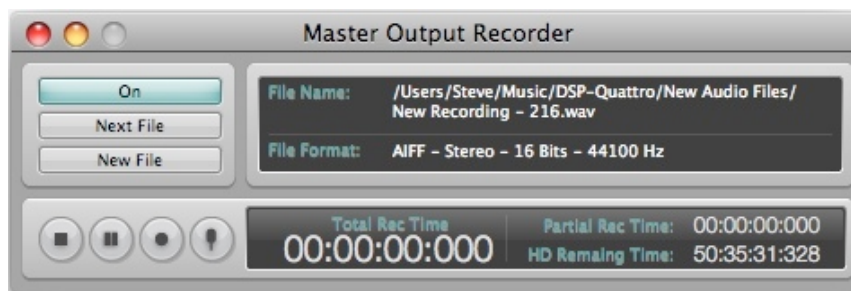 Master Output Recorder
On
Next File
New File
File Name: /Users/Steve/Music/DSP-Quattro/New Audio Files/
New Recording - 216.wav
File Format: AIFF - Stereo - 16 Bits - 44100 Hz
Total Rec Time
00:00:00:000
Partial Rec Time: 00:00:00:000
HD Remaing Time: 50:35:31:328